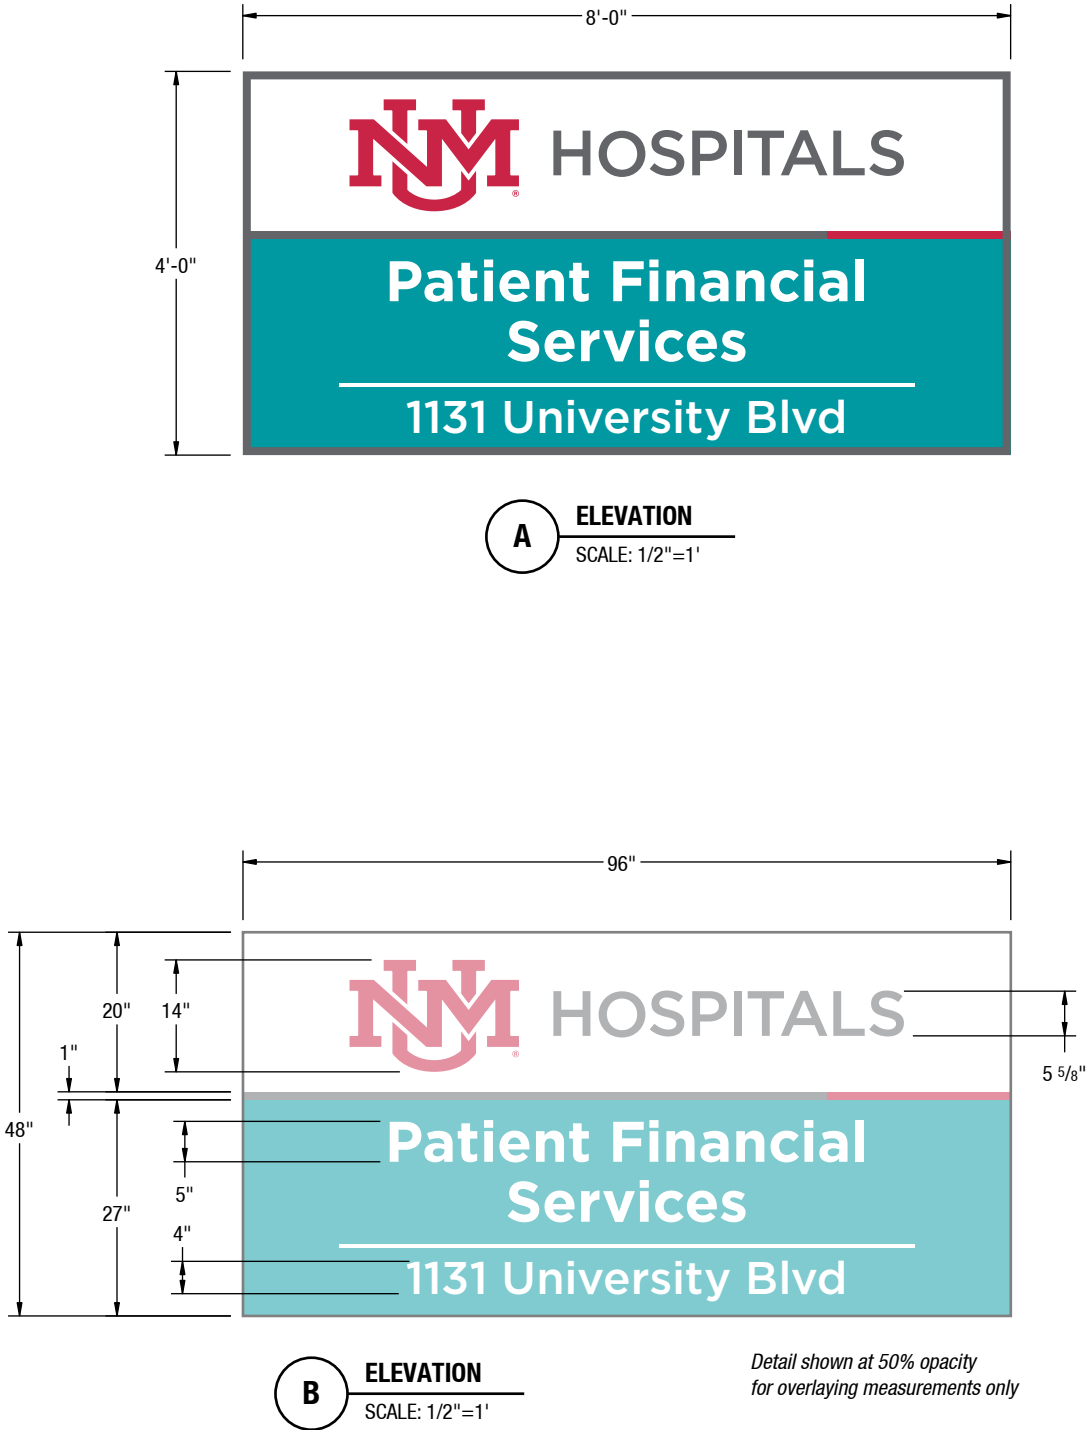 8'-0"
4'-0"
UNM ® HOSPITALS
Patient Financial
Services
1131 University Blvd
A
ELEVATION
SCALE: 1/2"=1'
96"
48"
20"
14"
1"
27"
5"
4"
5 5/8"
UNM ® HOSPITALS
Patient Financial
Services
1131 University Blvd
B
ELEVATION
SCALE: 1/2"=1'
Detail shown at 50% opacity
for overlaying measurements only